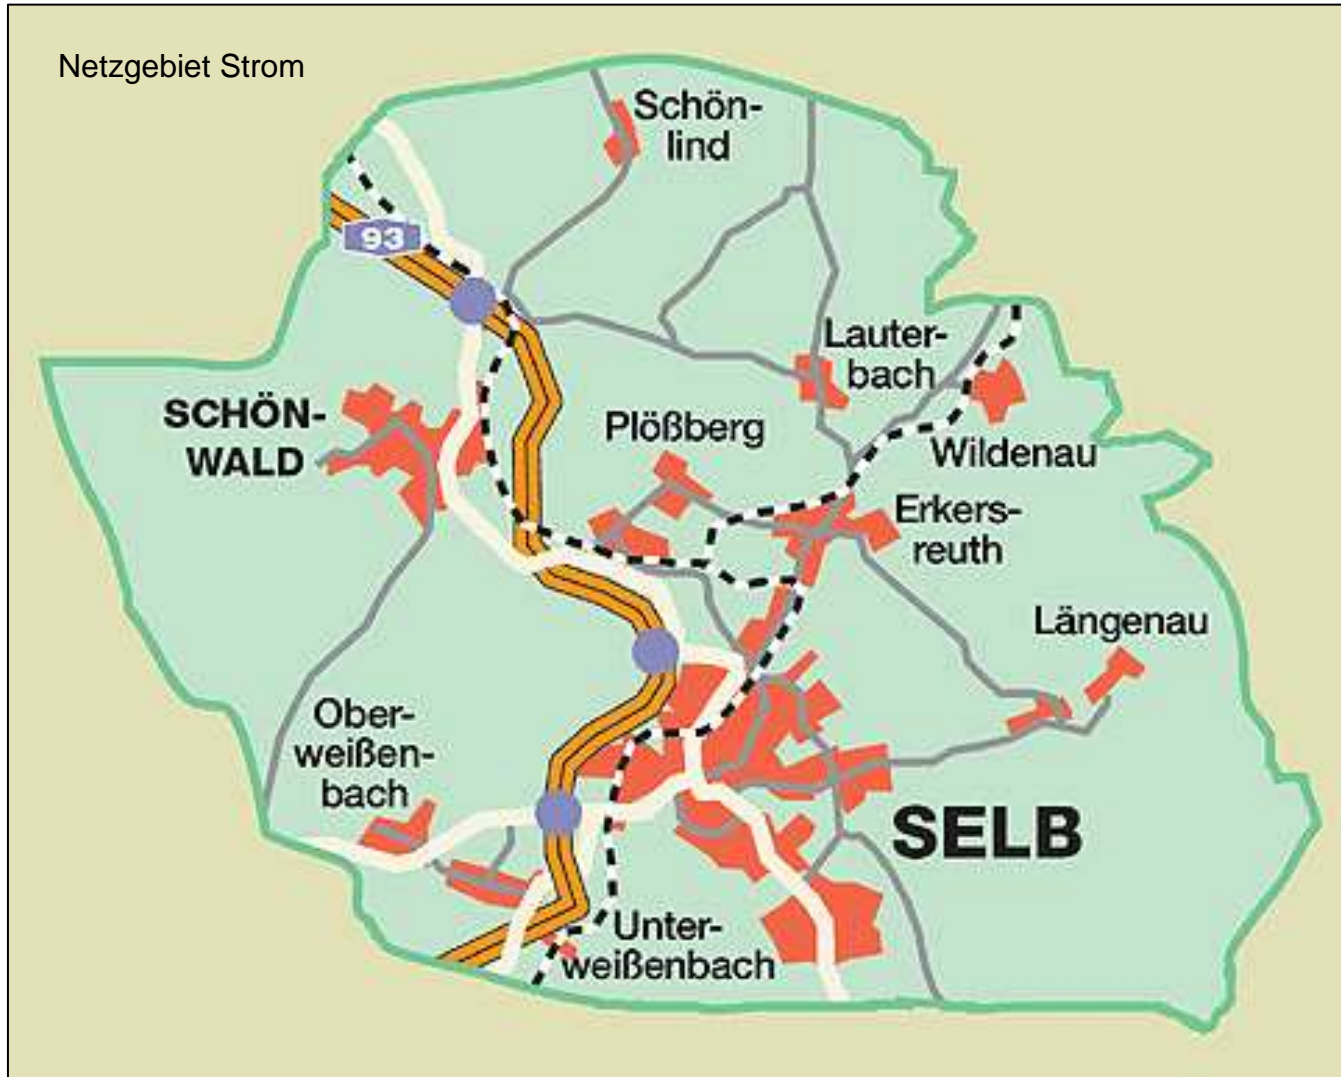 Netzgebiet Strom
Schön-
lind
93
Lauter-
bach
SCHÖN-
WALD
Plößberg
Wildenau
Erkers-
reuth
Längenau
Ober-
weißen-
bach
SELB
Unter-
weißenbach